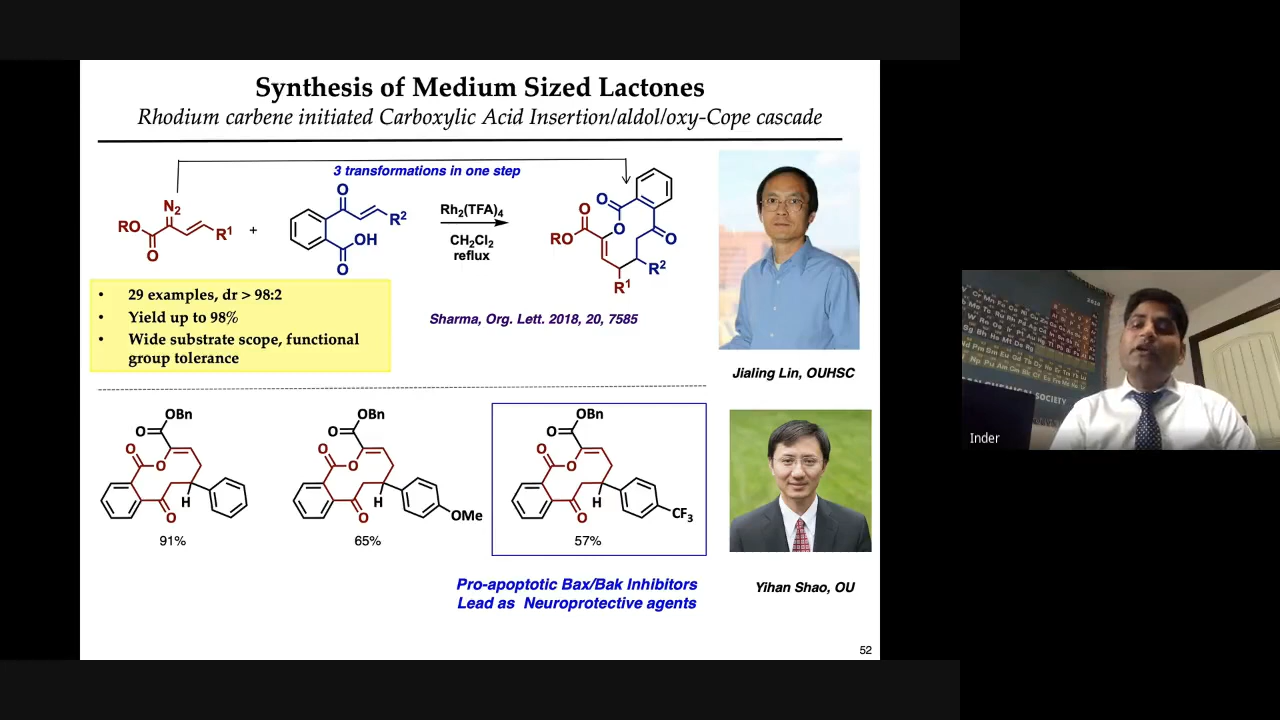 Synthesis of Medium Sized Lactones
Rhodium carbene initiated Carboxylic Acid Insertion/aldol/oxy-Cope cascade
3 transformations in one step
N2
RO
O
R1
+
O
R2
OH
O
Rh2(TFA)4
CH2Cl2
reflux
O
O
O
RO
O
R2
R1
• 29 examples, dr > 98:2
• Yield up to 98%
• Wide substrate scope, functional
group tolerance
Sharma, Org. Lett. 2018, 20, 7585
Jialing Lin, OUHSC
OBn
O
O
O
H
O
91%
OBn
O
O
O
H
O
OMe
65%
OBn
O
O
O
H
O
CF3
57%
Pro-apoptotic Bax/Bak Inhibitors
Lead as Neuroprotective agents
Yihan Shao, OU
52
2019
CHEMICAL SOCIETY
Inder